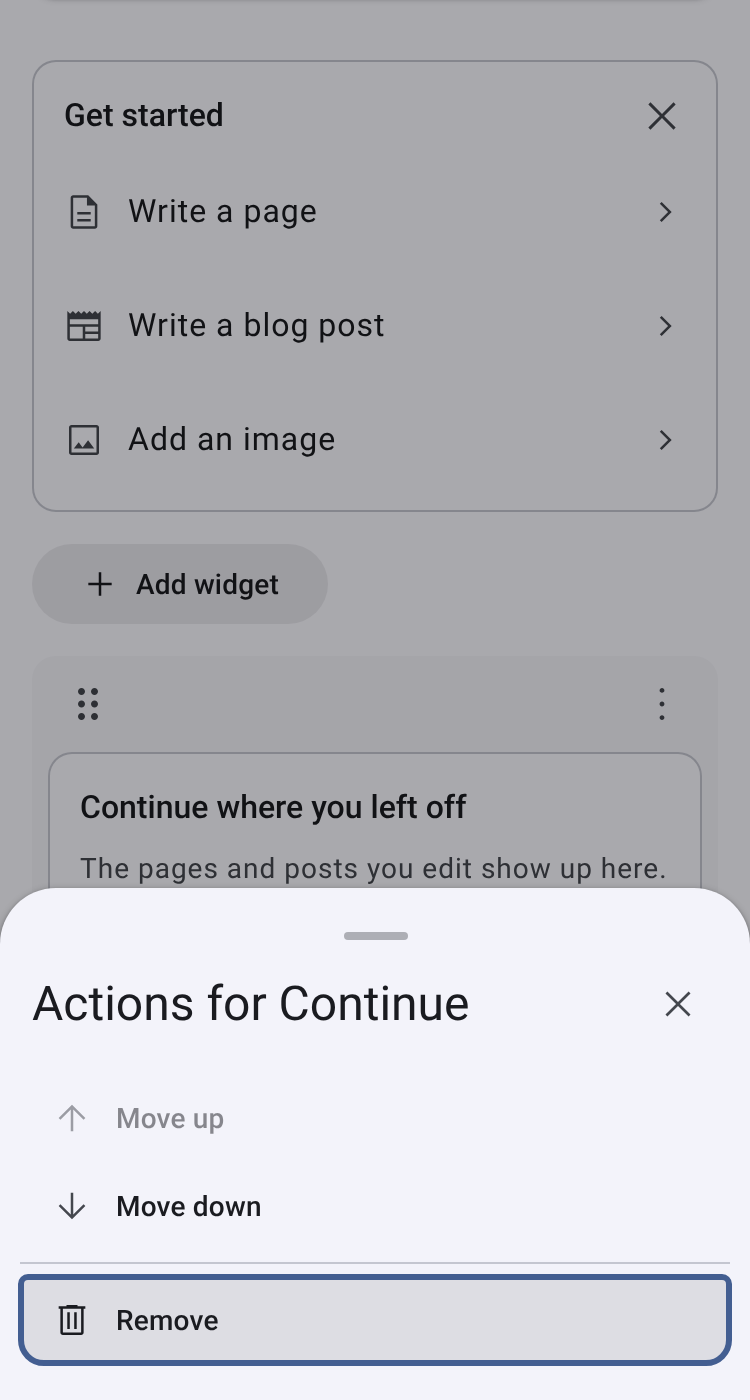 Get started
Write a page
Write a blog post
Add an image
Add widget
Continue where you left off
The pages and posts you edit show up here.
Actions for Continue
Move up
Move down
Remove